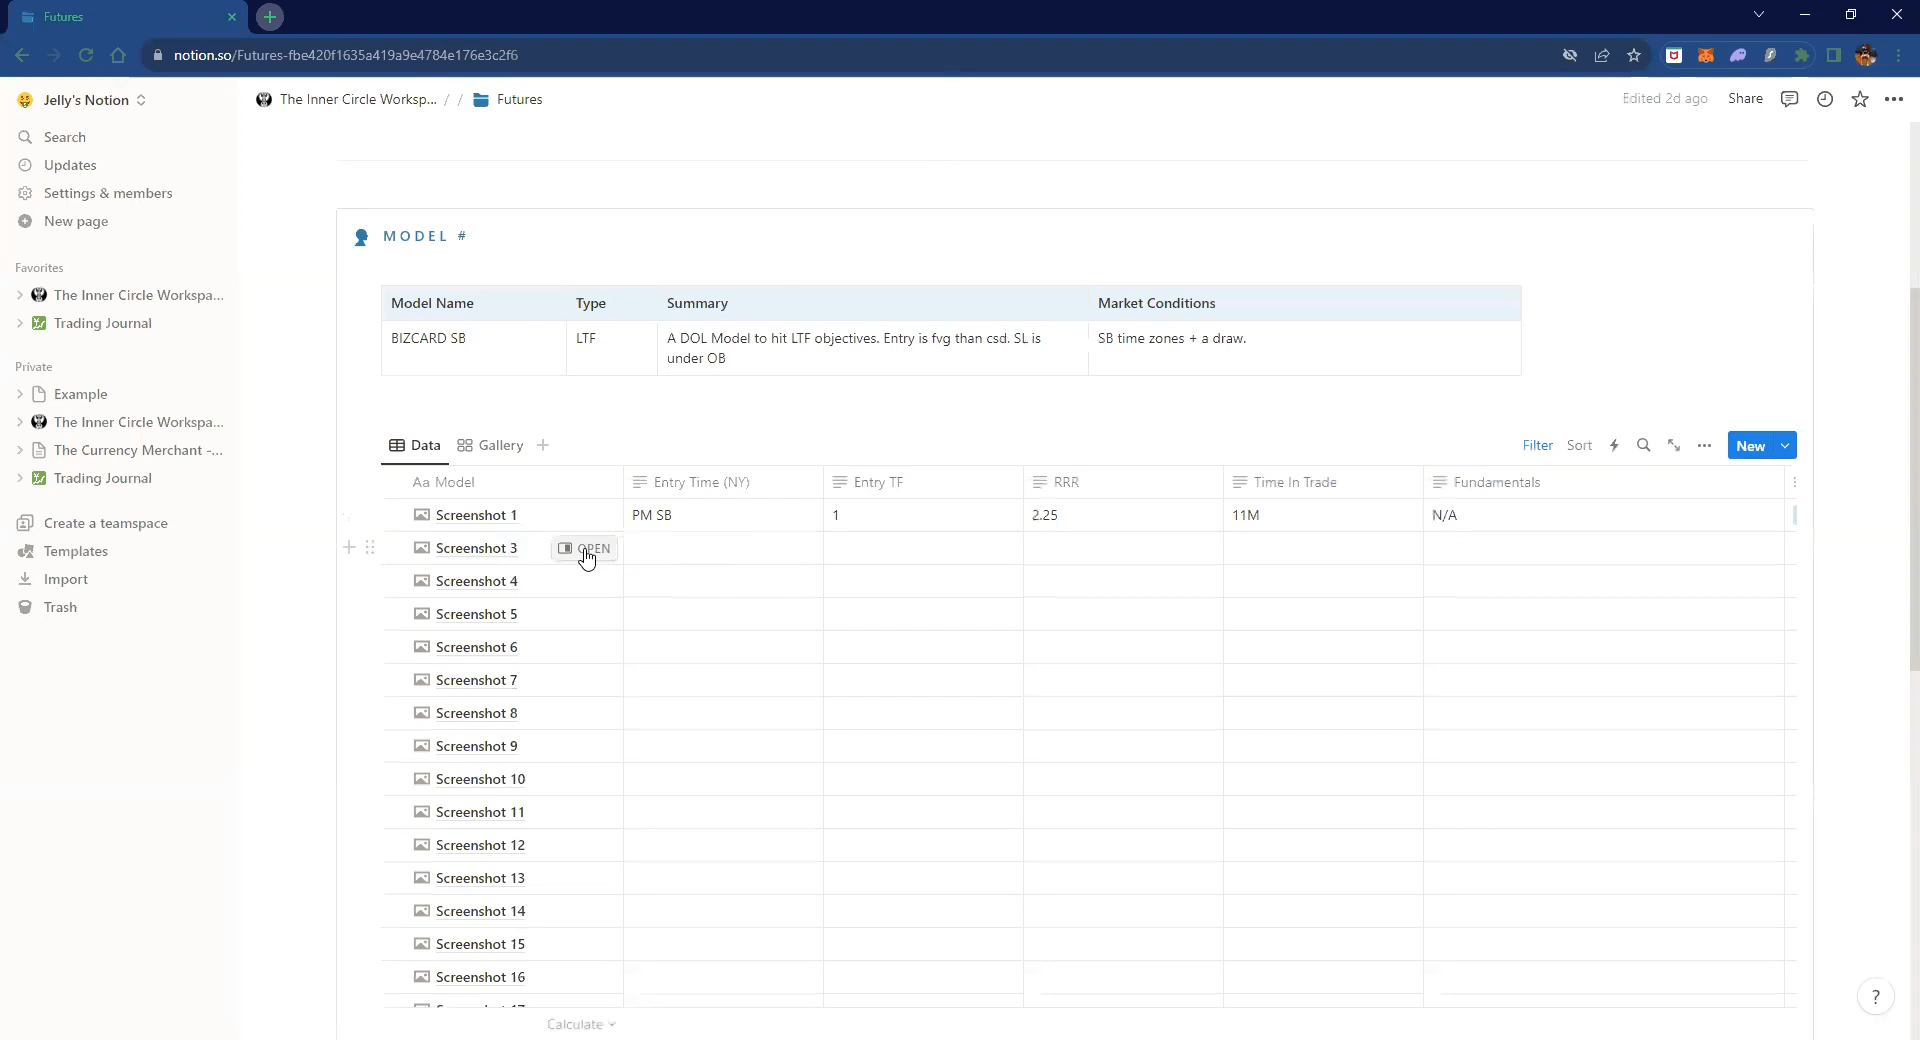 Futures
notion.so/Futures-fbe420f1635a419a9e4784e176e3c2f6
Jelly's Notion
The Inner Circle Worksp... / / Futures
Edited 2d ago Share
Search
Updates
Settings & members
New page
Favorites
The Inner Circle Workspa...
Trading Journal
Private
Example
The Inner Circle Workspa...
The Currency Merchant -...
Trading Journal
Create a teamspace
Templates
Import
Trash
MODEL #
Model Name Type Summary Market Conditions
BIZCARD SB LTF A DOL Model to hit LTF objectives. Entry is fvg than csd. SL is SB time zones + a draw.
under OB
Data Gallery Filter Sort New
Aa Model Entry Time (NY) Entry TF RRR Time In Trade Fundamentals
Screenshot 1 PM SB 1 2.25 11M N/A
Screenshot 3 OPEN
Screenshot 4
Screenshot 5
Screenshot 6
Screenshot 7
Screenshot 8
Screenshot 9
Screenshot 10
Screenshot 11
Screenshot 12
Screenshot 13
Screenshot 14
Screenshot 15
Screenshot 16
Calculate
?